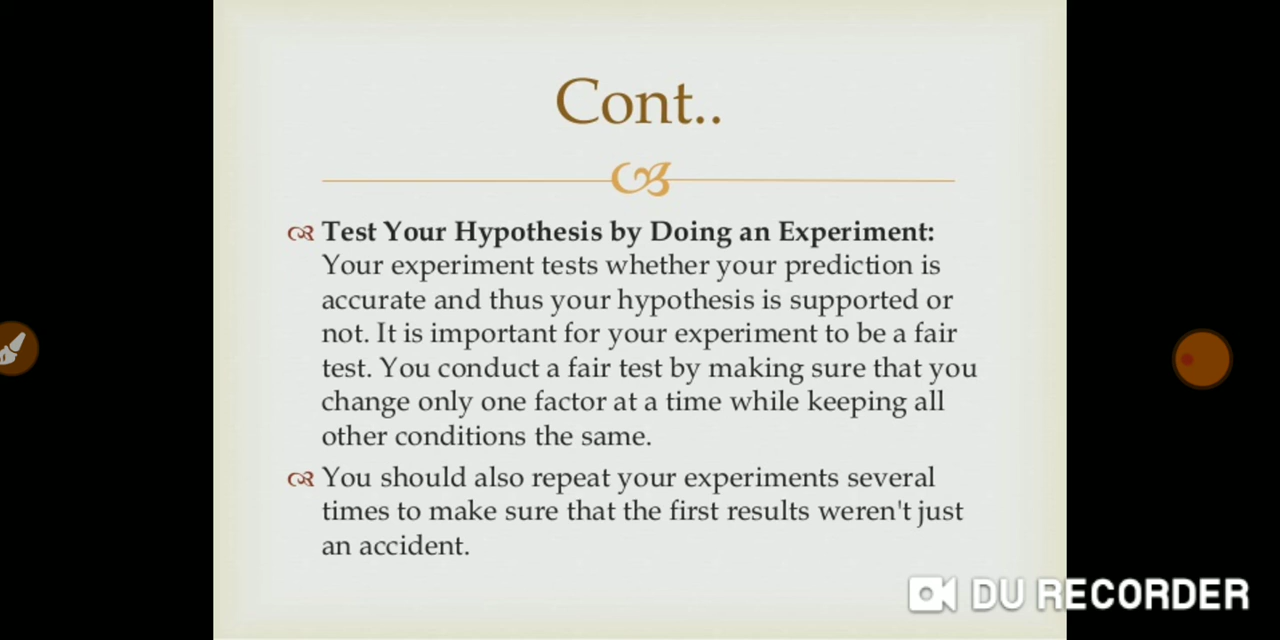 Cont..
Test Your Hypothesis by Doing an Experiment:
Your experiment tests whether your prediction is
accurate and thus your hypothesis is supported or
not. It is important for your experiment to be a fair
test. You conduct a fair test by making sure that you
change only one factor at a time while keeping all
other conditions the same.
You should also repeat your experiments several
times to make sure that the first results weren't just
an accident.
DU RECORDER